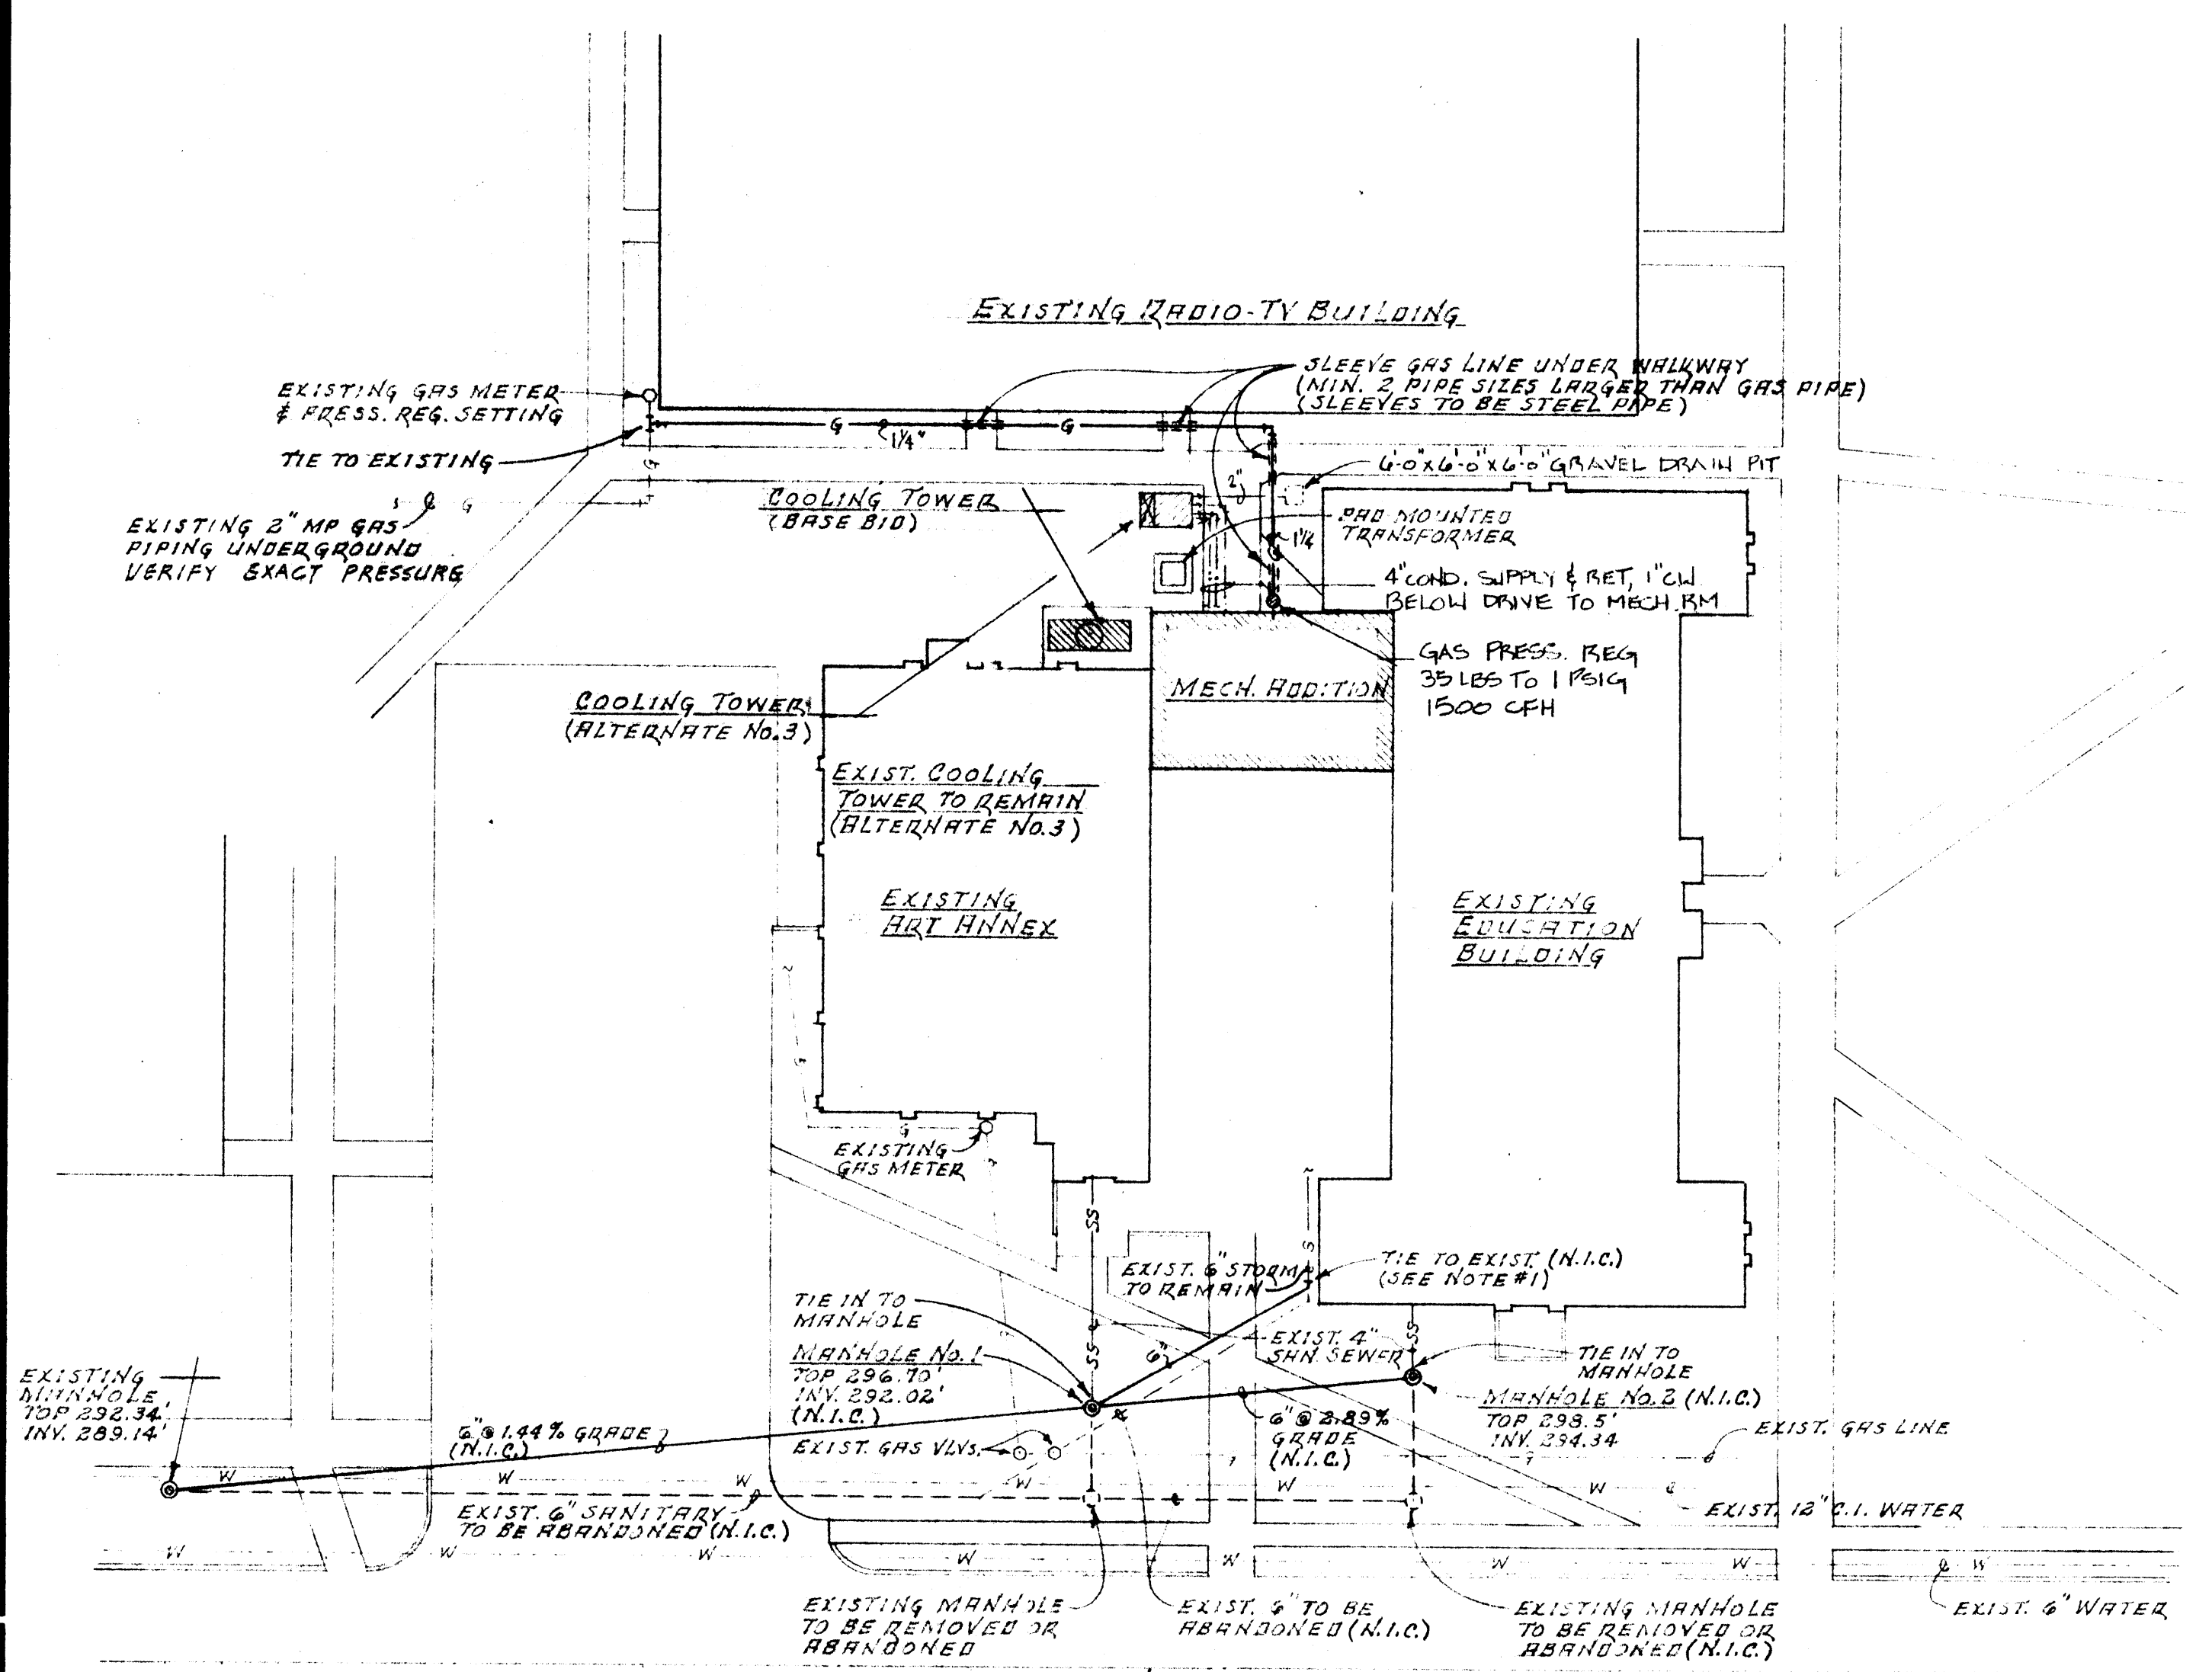 EXISTING RADIO-TV BUILDING
SLEEVE GAS LINE UNDER WALKWAY
(MIN. 2 PIPE SIZES LARGER THAN GAS PIPE)
(SLEEVES TO BE STEEL PIPE)
EXISTING GAS METER
& PRESS. REG. SETTING
G
1¼"
G
TIE TO EXISTING
G
6'-0"x6'-0"x6'-0" GRAVEL DRAIN PIT
2"
COOLING TOWER
(BASE BID)
G
EXISTING 2" MP GAS
PIPING UNDERGROUND
VERIFY EXACT PRESSURE
PAD MOUNTED
TRANSFORMER
1¼
4" COND. SUPPLY & RET, 1" CW
BELOW DRIVE TO MECH. RM
GAS PRESS. REG
35 LBS TO 1 PSIG
1500 CFH
MECH. ADDITION
COOLING TOWER
(ALTERNATE No. 3)
EXIST. COOLING
TOWER TO REMAIN
(ALTERNATE No. 3)
EXISTING
ART ANNEX
EXISTING
EDUCATION
BUILDING
G
G
EXISTING
GAS METER
SS
S
EXIST. 6" STORM
TO REMAIN
TIE TO EXIST. (N.I.C.)
(SEE NOTE #1)
TIE IN TO
MANHOLE
MANHOLE No. 1
TOP 296.70'
INV. 292.02'
(N.I.C.)
SS
6"
EXIST. 4"
SAN. SEWER
SS
TIE IN TO
MANHOLE
MANHOLE No. 2 (N.I.C.)
TOP 298.5'
INV. 294.34
EXISTING
MANHOLE
TOP 292.34'
INV. 289.14'
6" @ 1.44% GRADE
(N.I.C.)
EXIST. GAS VLVS.
6" @ 2.89%
GRADE
(N.I.C.)
EXIST. GAS LINE
W W W W W W
EXIST. 6" SANITARY
TO BE ABANDONED (N.I.C.)
EXIST. 12" C.I. WATER
W W W W W W W W
EXISTING MANHOLE
TO BE REMOVED OR
ABANDONED
EXIST. 6" TO BE
ABANDONED (N.I.C.)
EXISTING MANHOLE
TO BE REMOVED OR
ABANDONED (N.I.C.)
EXIST. 6" WATER